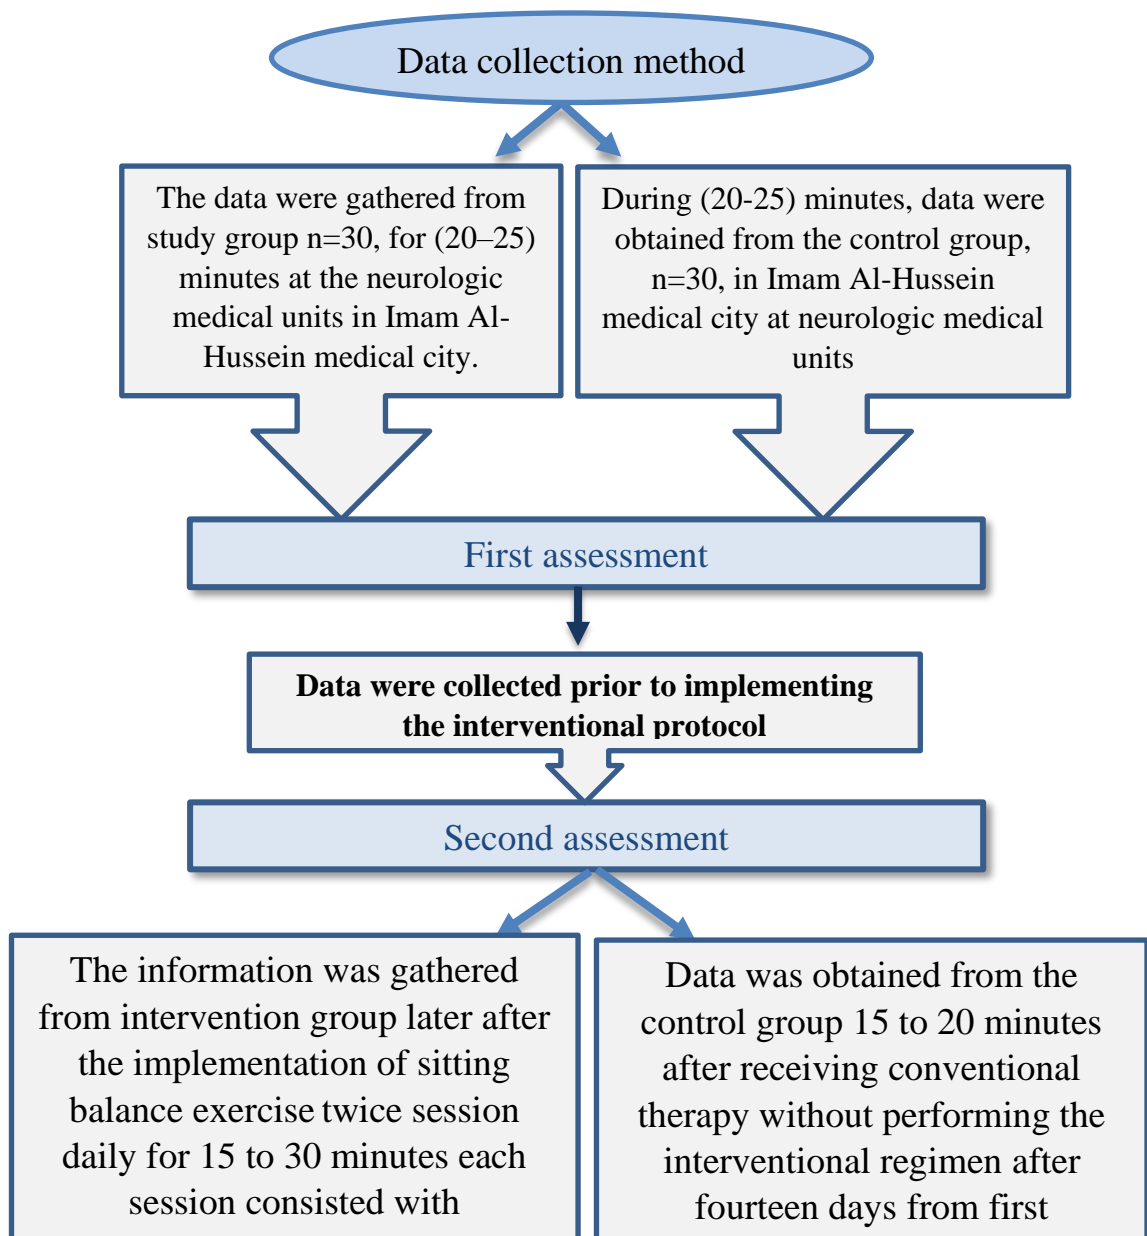 Data collection method
The data were gathered from
study group n=30, for (20–25)
minutes at the neurologic
medical units in Imam Al-
Hussein medical city.
During (20-25) minutes, data were
obtained from the control group,
n=30, in Imam Al-Hussein
medical city at neurologic medical
units
First assessment
Data were collected prior to implementing
the interventional protocol
Second assessment
The information was gathered
from intervention group later after
the implementation of sitting
balance exercise twice session
daily for 15 to 30 minutes each
session consisted with
Data was obtained from the
control group 15 to 20 minutes
after receiving conventional
therapy without performing the
interventional regimen after
fourteen days from first